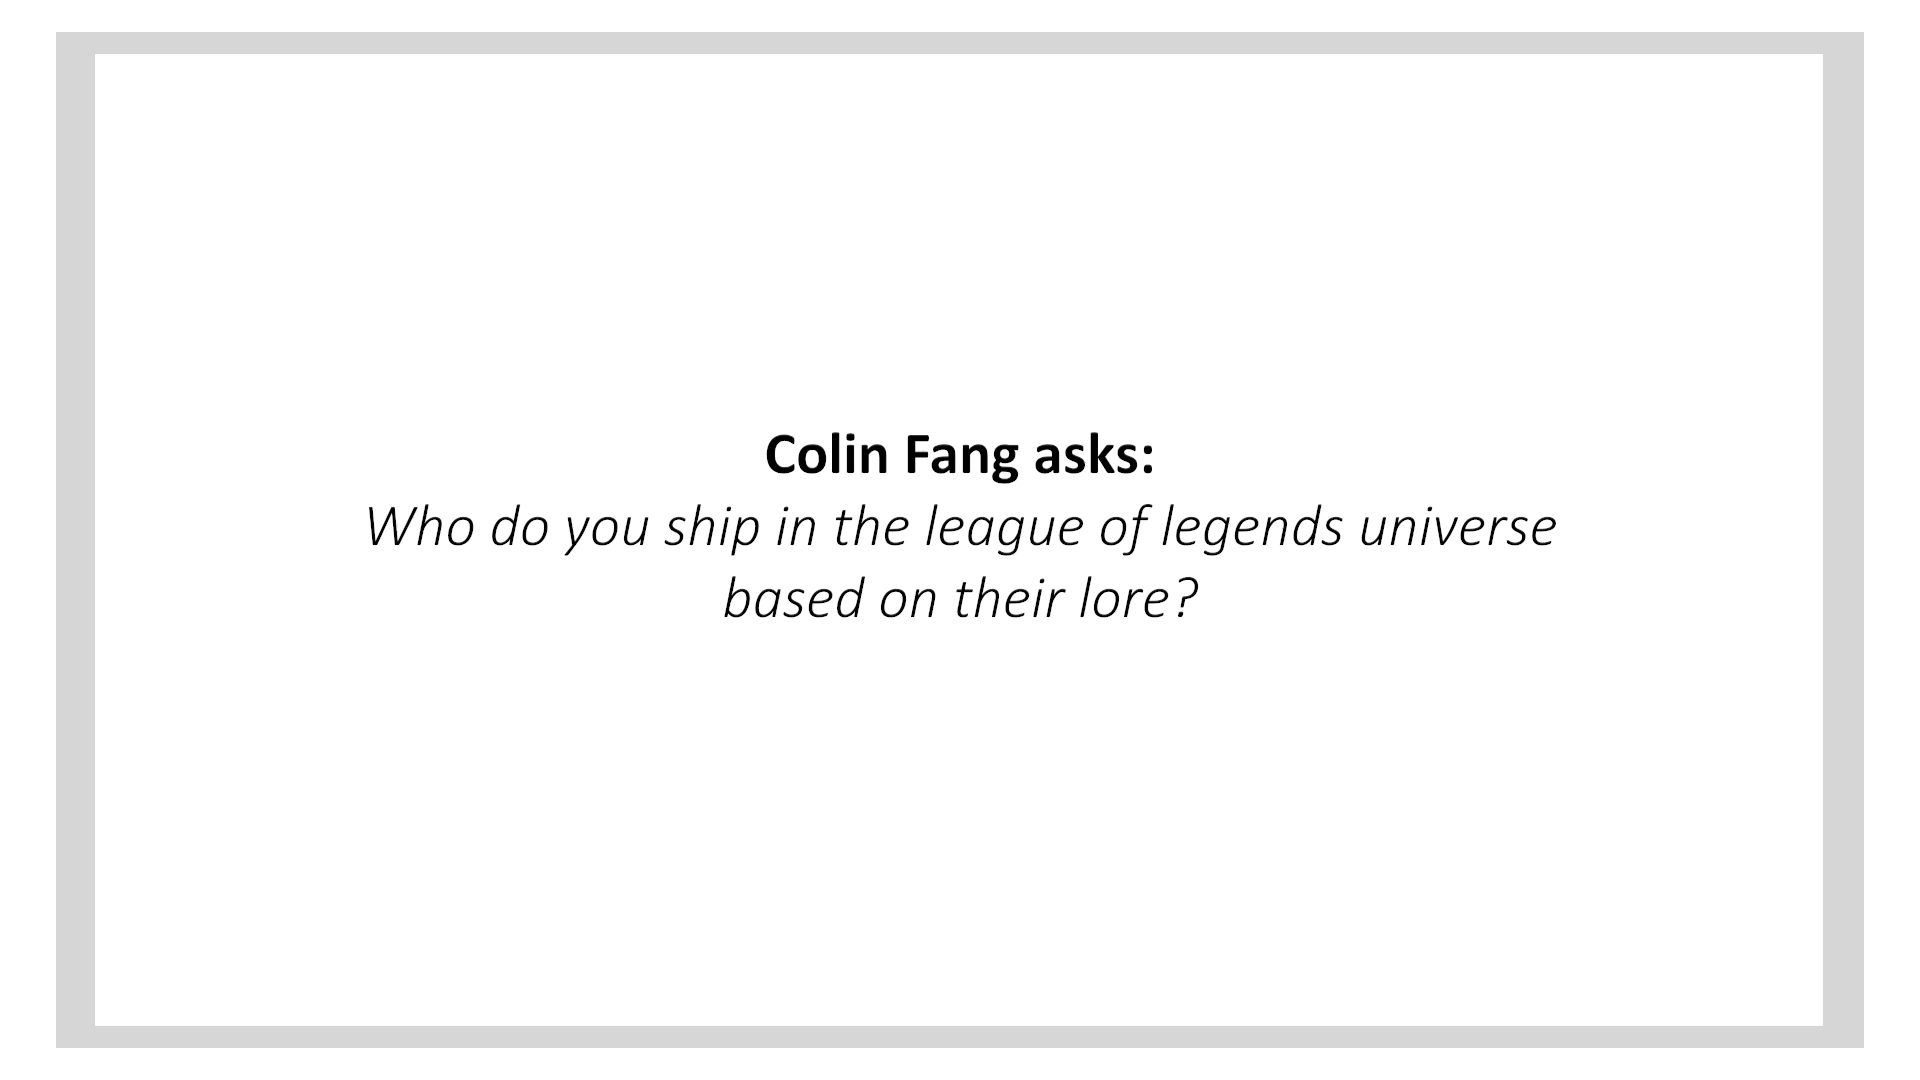 Colin Fang asks:
Who do you ship in the league of legends universe
based on their lore?